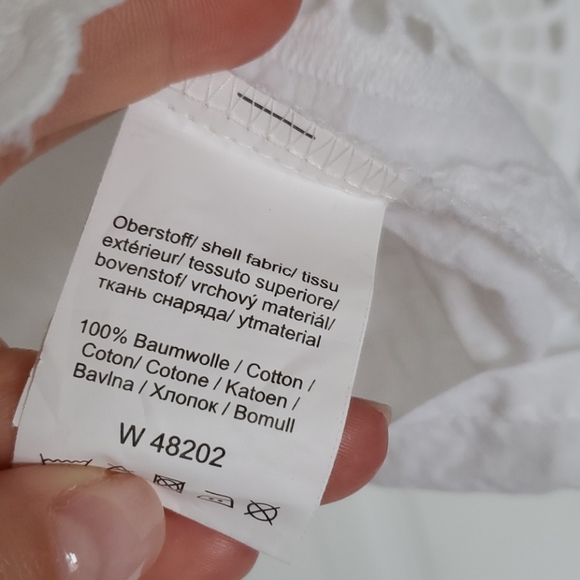 Oberstoff/ shell fabric/ tissu
extérieur/ tessuto superiore/
bovenstof/ vrchový materiál/
ткань снаряда/ ytmaterial
100% Baumwolle / Cotton /
Coton/ Cotone / Katoen /
Bavlna / Хлопок / Bomull
W 48202